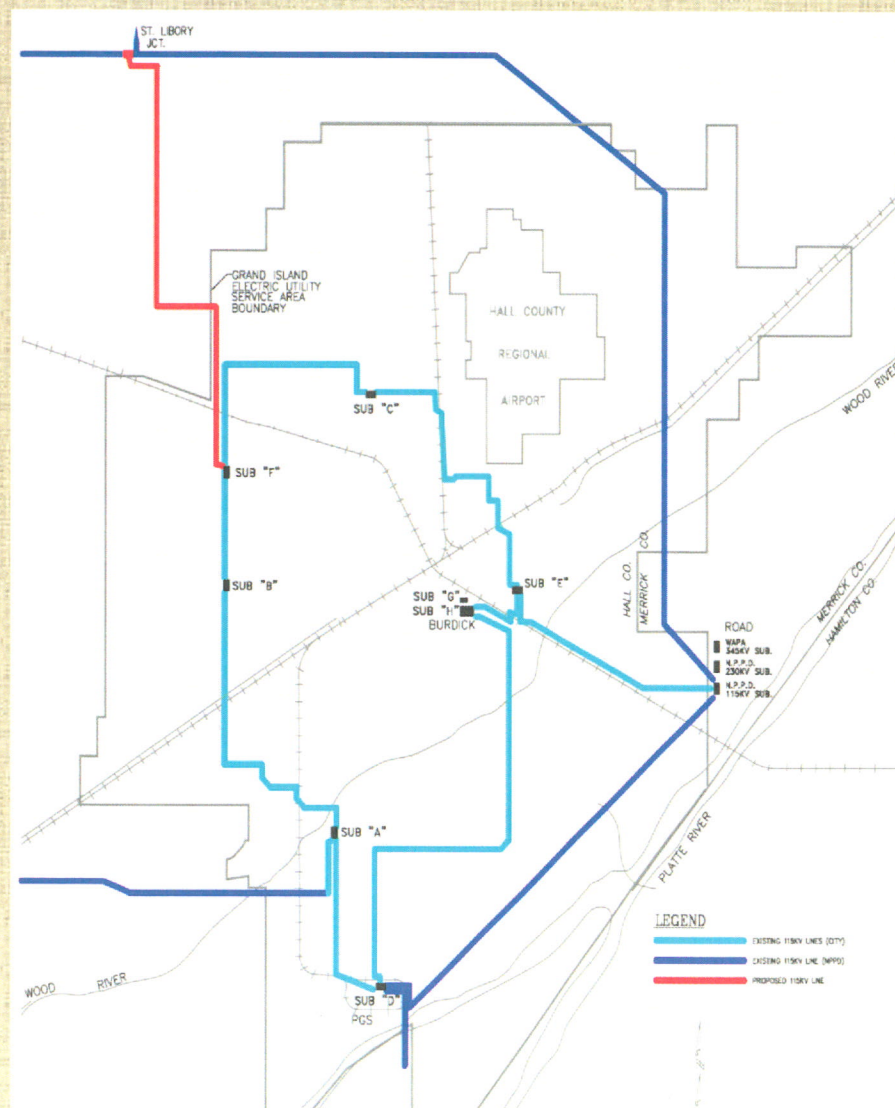 ST. LIBORY
JCT.
GRAND ISLAND
ELECTRIC UTILITY
SERVICE AREA
BOUNDARY
HALL COUNTY
REGIONAL
AIRPORT
WOOD RIVER
SUB "C"
SUB "F"
SUB "B"
SUB "E"
SUB "G"
SUB "H"
BURDICK
HALL CO.
MERRICK CO.
MERRICK CO.
HAMILTON CO.
ROAD
WAPA
345KV SUB.
N.P.P.D.
230KV SUB.
N.P.P.D.
115KV SUB.
SUB "A"
PLATTE RIVER
WOOD RIVER
SUB "D"
PGS
LEGEND
EXISTING 115KV LINES (CITY)
EXISTING 115KV LINE (NPPD)
PROPOSED 115KV LINE